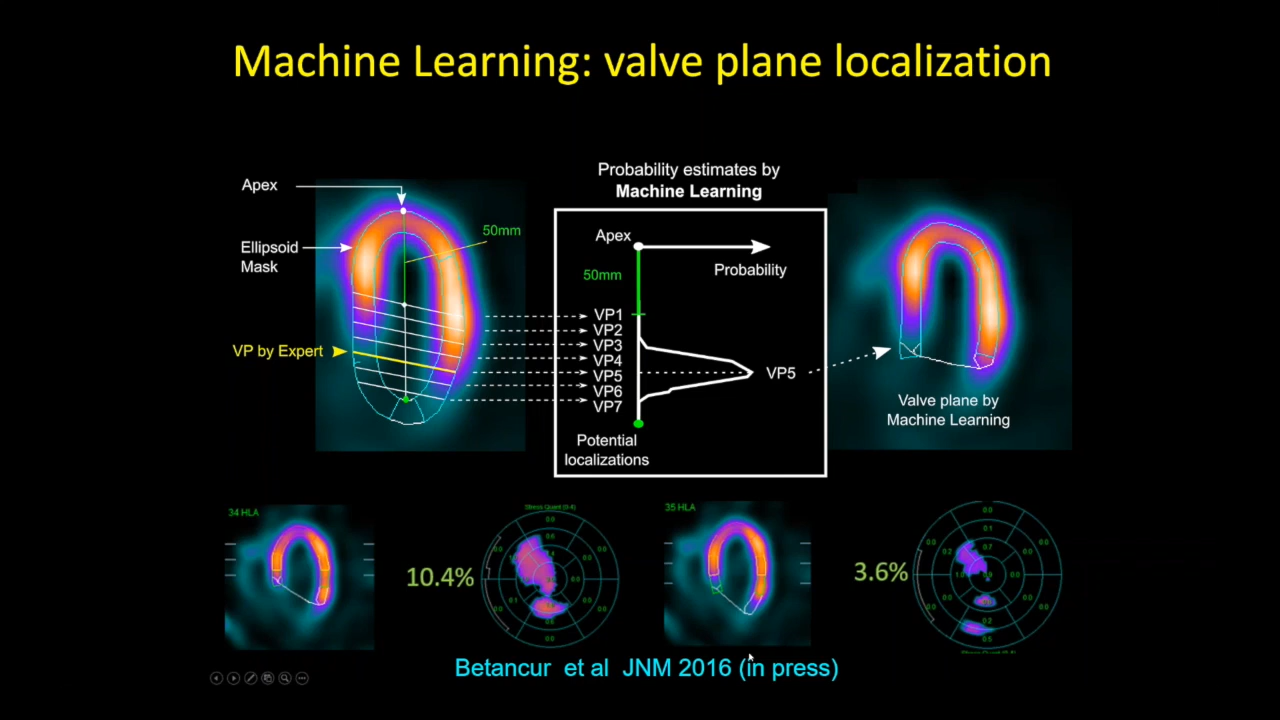 Machine Learning: valve plane localization
Probability estimates by
Machine Learning
Apex
Ellipsoid
Mask
VP by Expert
50mm
Apex
50mm
Probability
VP1
VP2
VP3
VP4
VP5
VP6
VP7
VP5
Potential
localizations
Valve plane by
Machine Learning
34 HLA
10.4%
35 HLA
3.6%
Betancur et al JNM 2016 (in press)